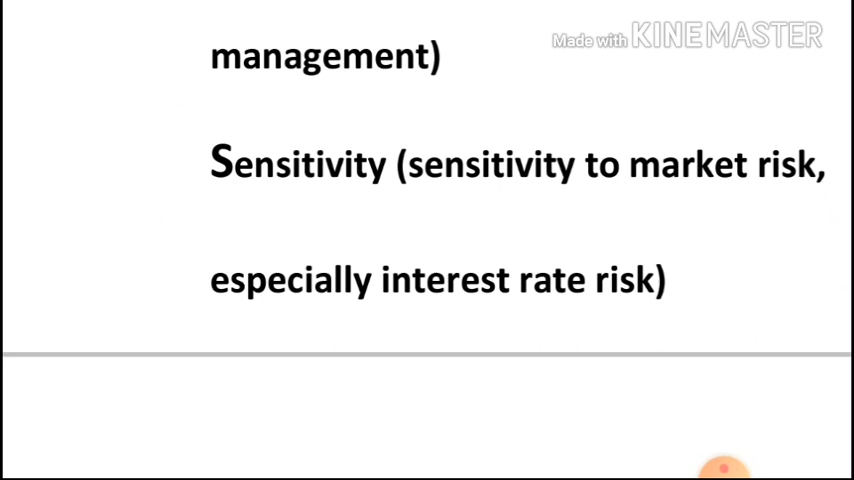 Made with KINEMASTER
management)
Sensitivity (sensitivity to market risk,
especially interest rate risk)